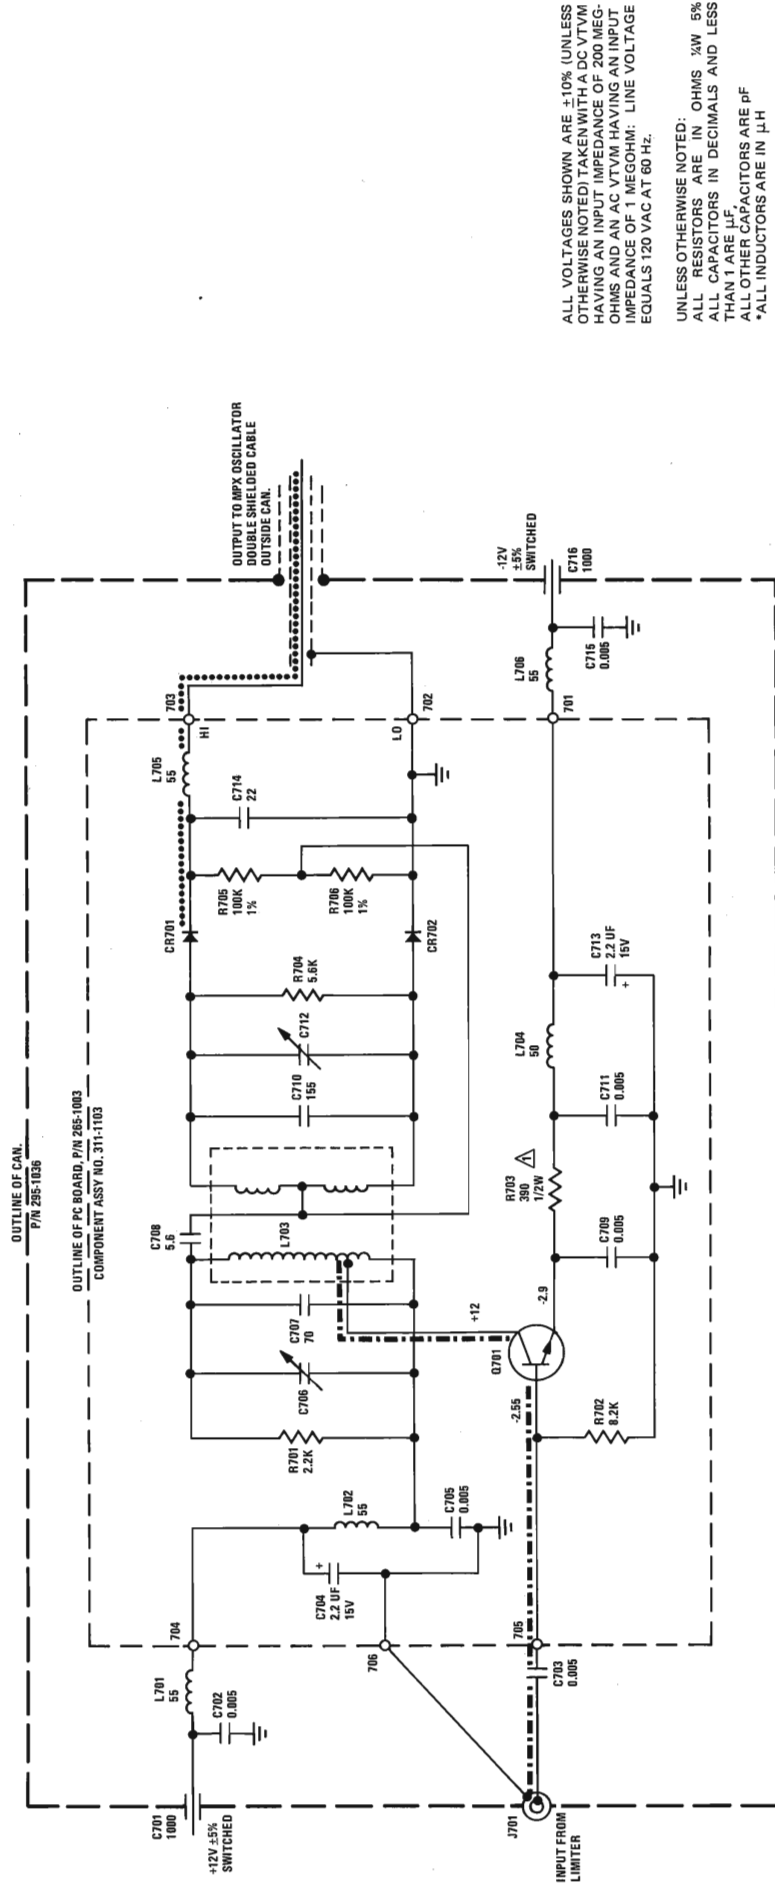 OUTLINE OF CAN.
P/N 295-1036
OUTLINE OF PC BOARD, P/N 265-1003
COMPONENT ASSY NO. 311-1103
C701
1000
+12V ±5%
SWITCHED
L701
55
C702
0.005
704
706
705
J701
INPUT FROM
LIMITER
C703
0.005
C704
2.2 UF
15V
+
L702
55
C705
0.005
R701
2.2K
C706
C707
70
C708
5.6
L703
+12
-2.55
Q701
-2.9
R702
8.2K
C709
0.005
R703
390
1/2W
1
C711
0.005
L704
50
C713
2.2 UF
15V
+
C710
155
C712
R704
5.6K
CR701
CR702
R705
100K
1%
R706
100K
1%
C714
22
L705
55
703
HI
LO
702
701
L706
55
C715
0.005
-12V
±5%
SWITCHED
C716
1000
OUTPUT TO MPX OSCILLATOR
DOUBLE SHIELDED CABLE
OUTSIDE CAN.
ALL VOLTAGES SHOWN ARE ±10% (UNLESS
OTHERWISE NOTED) TAKEN WITH A DC VTVM
HAVING AN INPUT IMPEDANCE OF 200 MEG-
OHMS AND AN AC VTVM HAVING AN INPUT
IMPEDANCE OF 1 MEGOHM: LINE VOLTAGE
EQUALS 120 VAC AT 60 Hz.
UNLESS OTHERWISE NOTED:
ALL RESISTORS ARE IN OHMS ¼W 5%
ALL CAPACITORS IN DECIMALS AND LESS
THAN 1 ARE μF,
ALL OTHER CAPACITORS ARE pF
*ALL INDUCTORS ARE IN μH